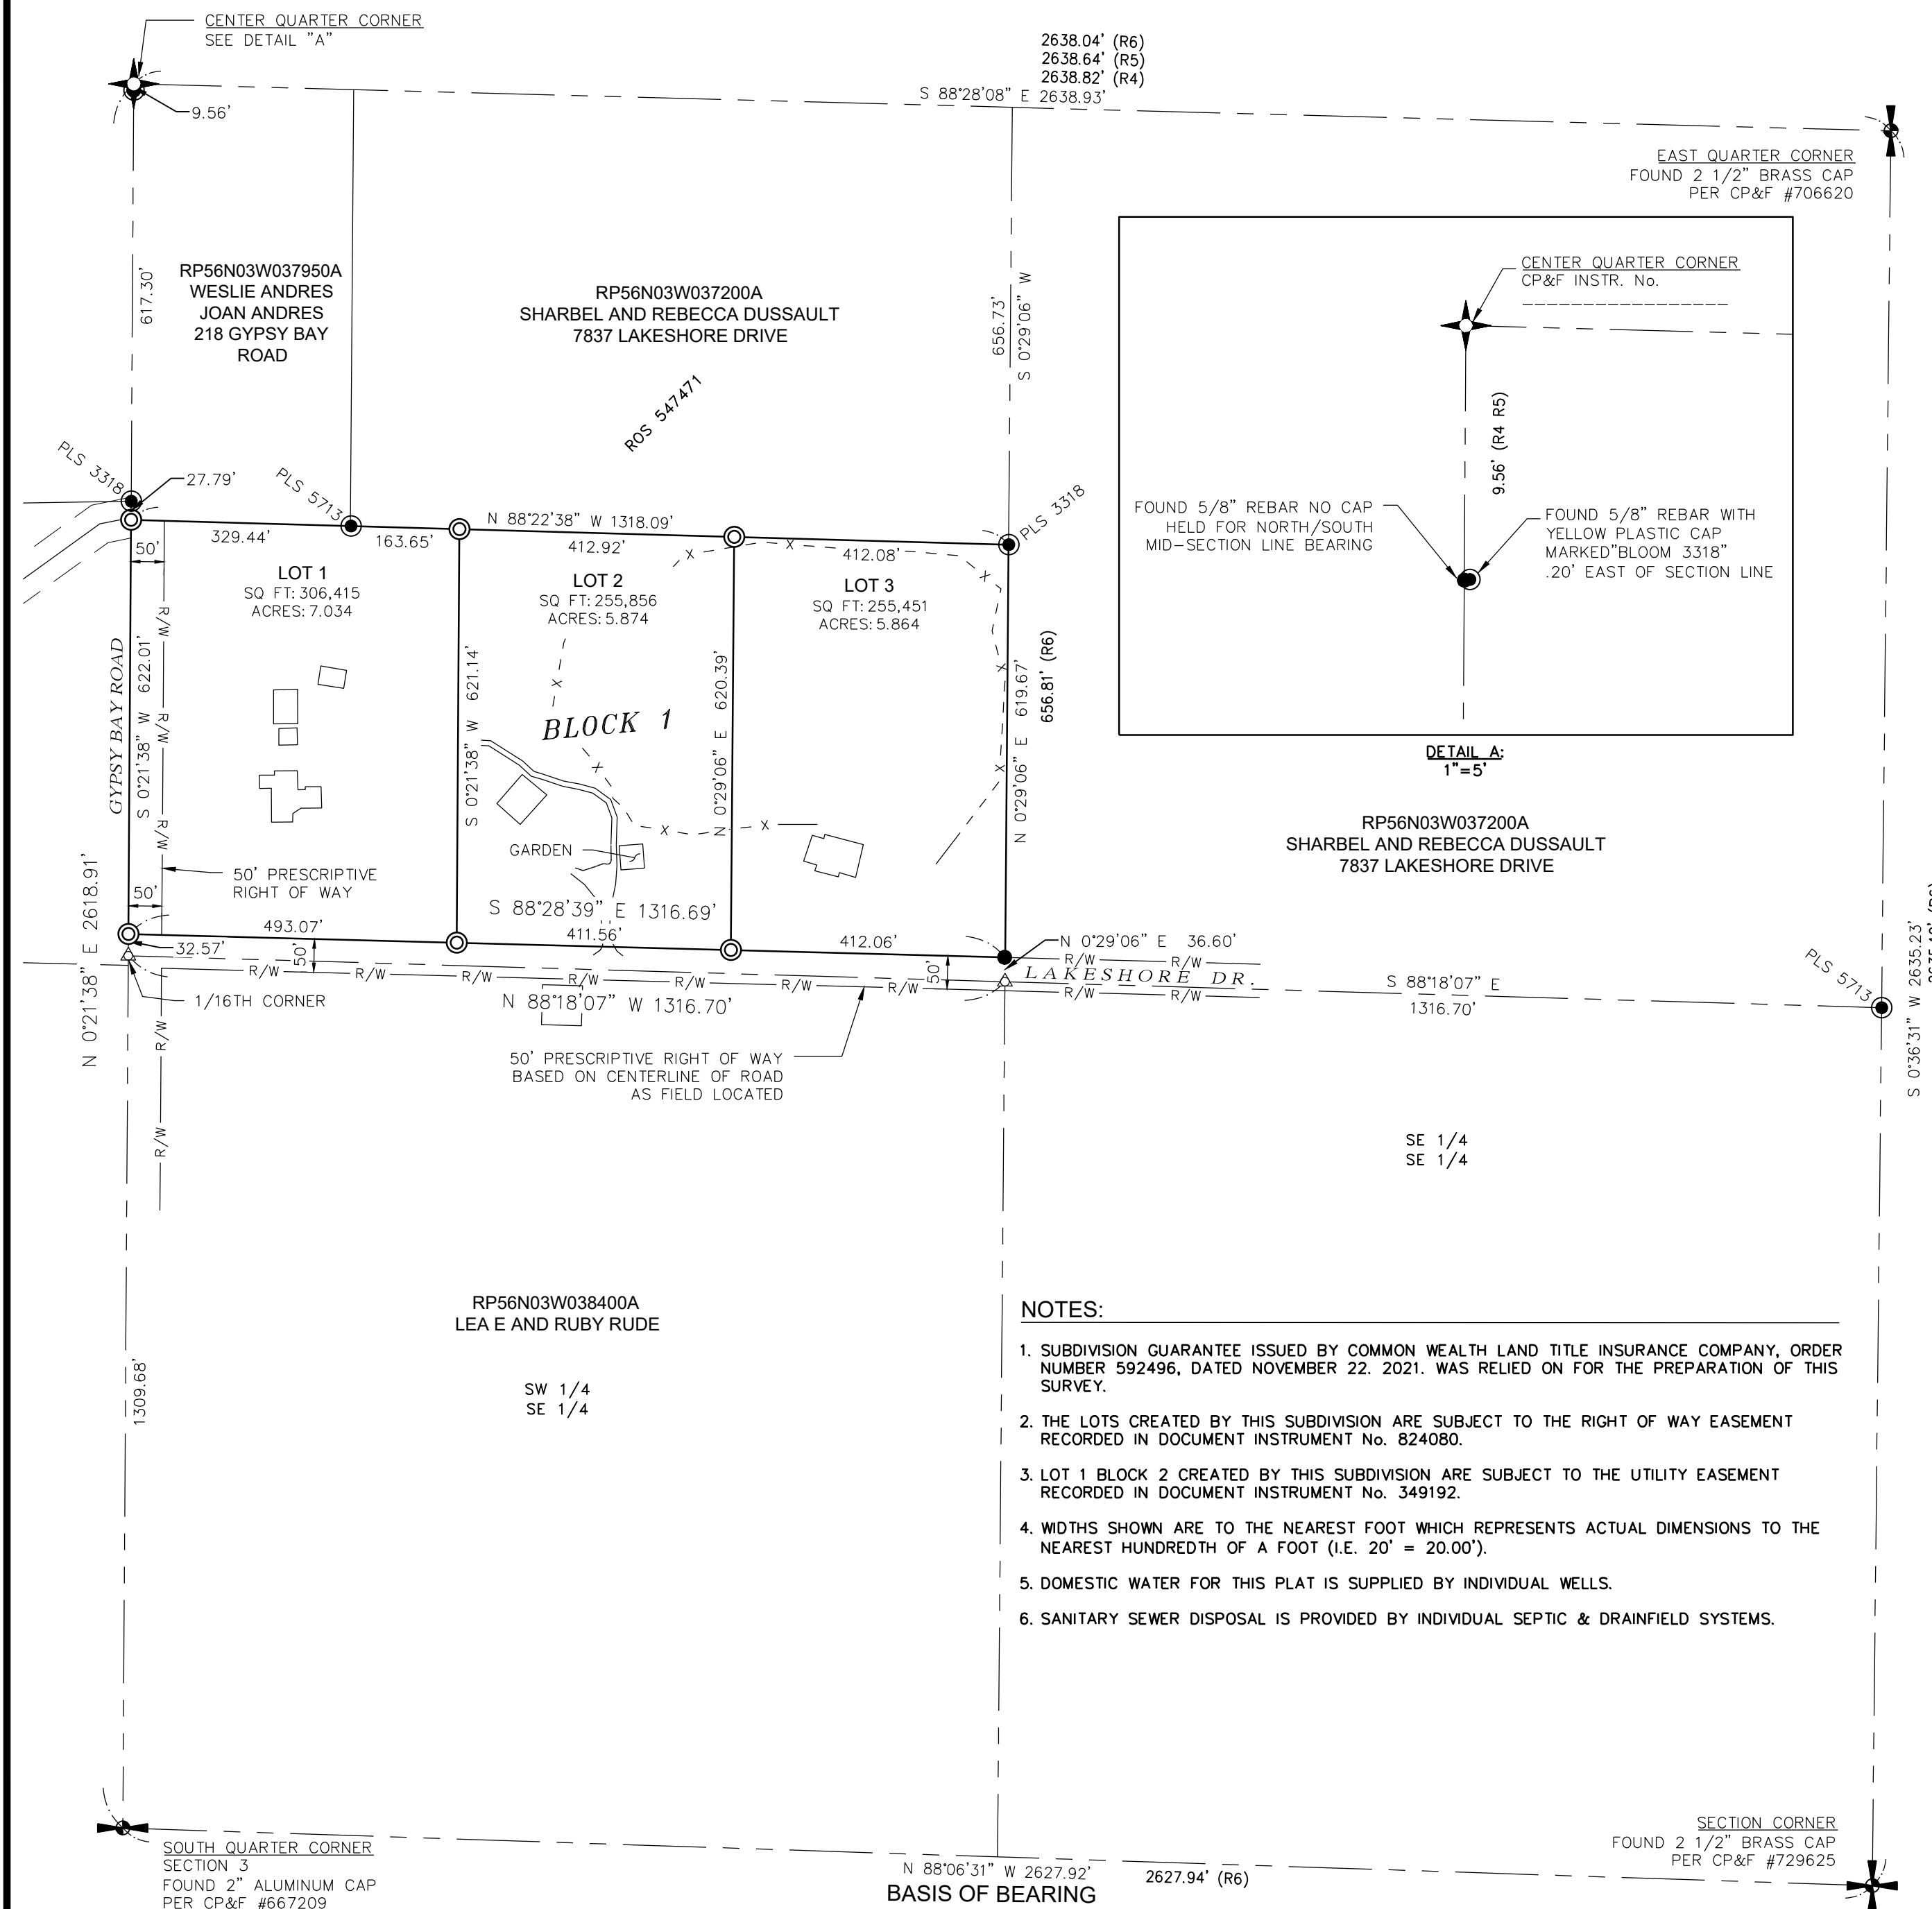 CENTER QUARTER CORNER
SEE DETAIL "A"
9.56'
2638.04' (R6)
2638.64' (R5)
2638.82' (R4)
S 88°28'08" E 2638.93'
EAST QUARTER CORNER
FOUND 2 1/2" BRASS CAP
PER CP&F #706620
617.30'
RP56N03W037950A
WESLIE ANDRES
JOAN ANDRES
218 GYPSY BAY
ROAD
RP56N03W037200A
SHARBEL AND REBECCA DUSSAULT
7837 LAKESHORE DRIVE
ROS 547471
656.73'
S 0°29'06" W
CENTER QUARTER CORNER
CP&F INSTR. No.
_________________
9.56' (R4 R5)
FOUND 5/8" REBAR NO CAP
HELD FOR NORTH/SOUTH
MID-SECTION LINE BEARING
FOUND 5/8" REBAR WITH
YELLOW PLASTIC CAP
MARKED"BLOOM 3318"
.20' EAST OF SECTION LINE
DETAIL A:
1"=5'
PLS 3318
27.79'
PLS 5713
N 88°22'38" W 1318.09'
PLS 3318
50'
329.44'
163.65'
412.92'
412.08'
X
X
X
X
X
X
X
X
X
LOT 1
SQ FT: 306,415
ACRES: 7.034
LOT 2
SQ FT: 255,856
ACRES: 5.874
LOT 3
SQ FT: 255,451
ACRES: 5.864
GYPSY BAY ROAD
S 0°21'38" W 622.01'
R/W
R/W
R/W
S 0°21'38" W 621.14'
BLOCK 1
N 0°29'06" E 620.39'
N 0°29'06" E 619.67'
656.81' (R6)
GARDEN
50' PRESCRIPTIVE
RIGHT OF WAY
50'
RP56N03W037200A
SHARBEL AND REBECCA DUSSAULT
7837 LAKESHORE DRIVE
N 0°21'38" E 2618.91'
S 88°28'39" E 1316.69'
493.07'
411.56'
412.06'
32.57'
50'
50'
N 0°29'06" E 36.60'
R/W R/W
LAKESHORE DR.
R/W R/W
R/W R/W R/W R/W R/W R/W R/W
1/16TH CORNER
N 88°18'07" W 1316.70'
S 88°18'07" E
1316.70'
PLS 5713
S 0°36'31" W 2635.23'
R/W
R/W
50' PRESCRIPTIVE RIGHT OF WAY
BASED ON CENTERLINE OF ROAD
AS FIELD LOCATED
SE 1/4
SE 1/4
RP56N03W038400A
LEA E AND RUBY RUDE
SW 1/4
SE 1/4
1309.68'
NOTES:
1. SUBDIVISION GUARANTEE ISSUED BY COMMON WEALTH LAND TITLE INSURANCE COMPANY, ORDER
NUMBER 592496, DATED NOVEMBER 22. 2021. WAS RELIED ON FOR THE PREPARATION OF THIS
SURVEY.
2. THE LOTS CREATED BY THIS SUBDIVISION ARE SUBJECT TO THE RIGHT OF WAY EASEMENT
RECORDED IN DOCUMENT INSTRUMENT No. 824080.
3. LOT 1 BLOCK 2 CREATED BY THIS SUBDIVISION ARE SUBJECT TO THE UTILITY EASEMENT
RECORDED IN DOCUMENT INSTRUMENT No. 349192.
4. WIDTHS SHOWN ARE TO THE NEAREST FOOT WHICH REPRESENTS ACTUAL DIMENSIONS TO THE
NEAREST HUNDREDTH OF A FOOT (I.E. 20' = 20.00').
5. DOMESTIC WATER FOR THIS PLAT IS SUPPLIED BY INDIVIDUAL WELLS.
6. SANITARY SEWER DISPOSAL IS PROVIDED BY INDIVIDUAL SEPTIC & DRAINFIELD SYSTEMS.
SOUTH QUARTER CORNER
SECTION 3
FOUND 2" ALUMINUM CAP
PER CP&F #667209
N 88°06'31" W 2627.92'
2627.94' (R6)
BASIS OF BEARING
SECTION CORNER
FOUND 2 1/2" BRASS CAP
PER CP&F #729625